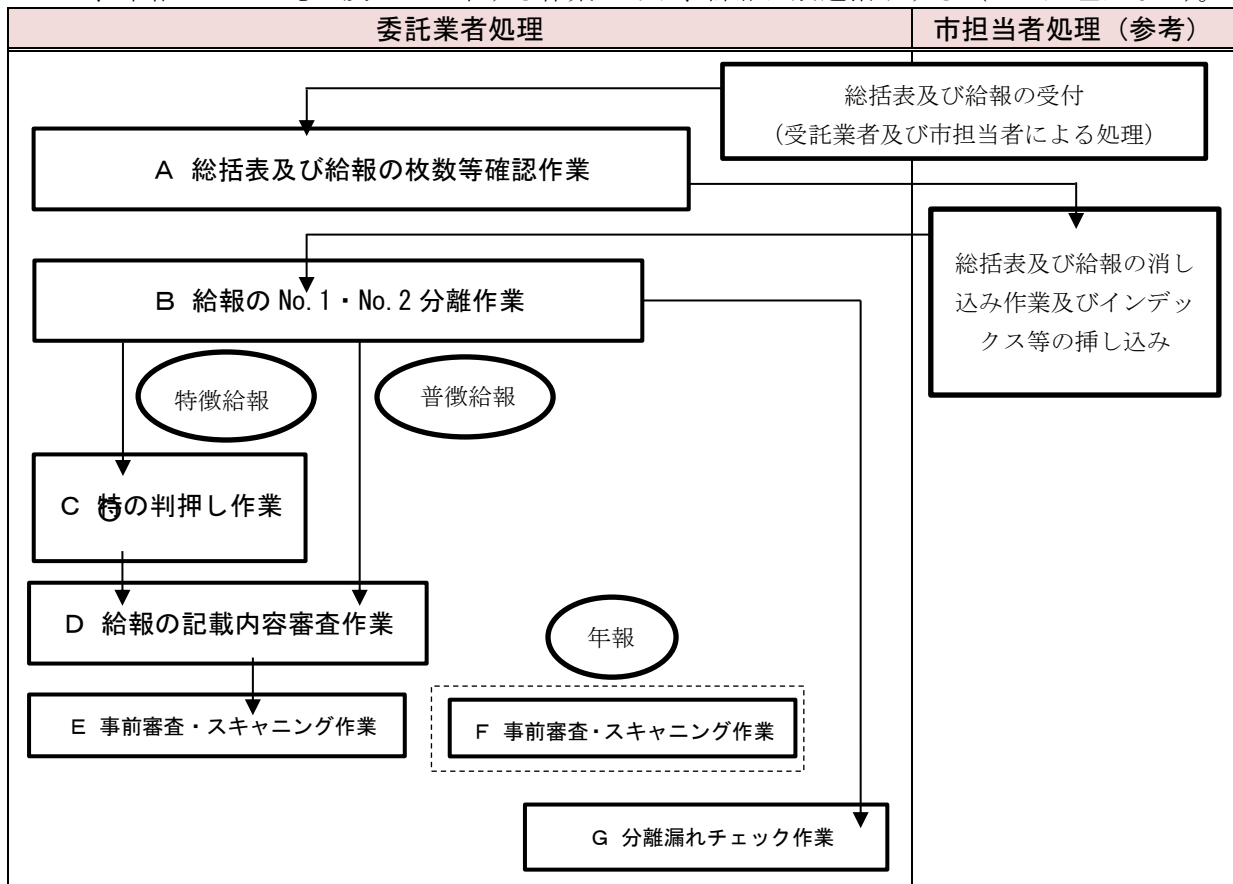 委託業者処理
市担当者処理（参考）
総括表及び給報の受付
（受託業者及び市担当者による処理）
Ａ 総括表及び給報の枚数等確認作業
総括表及び給報の消し
込み作業及びインデッ
クス等の挿し込み
Ｂ 給報の No.1・No.2 分離作業
特徴給報
普徴給報
Ｃ 特の判押し作業
Ｄ 給報の記載内容審査作業
年報
Ｅ 事前審査・スキャニング作業
Ｆ 事前審査・スキャニング作業
Ｇ 分離漏れチェック作業